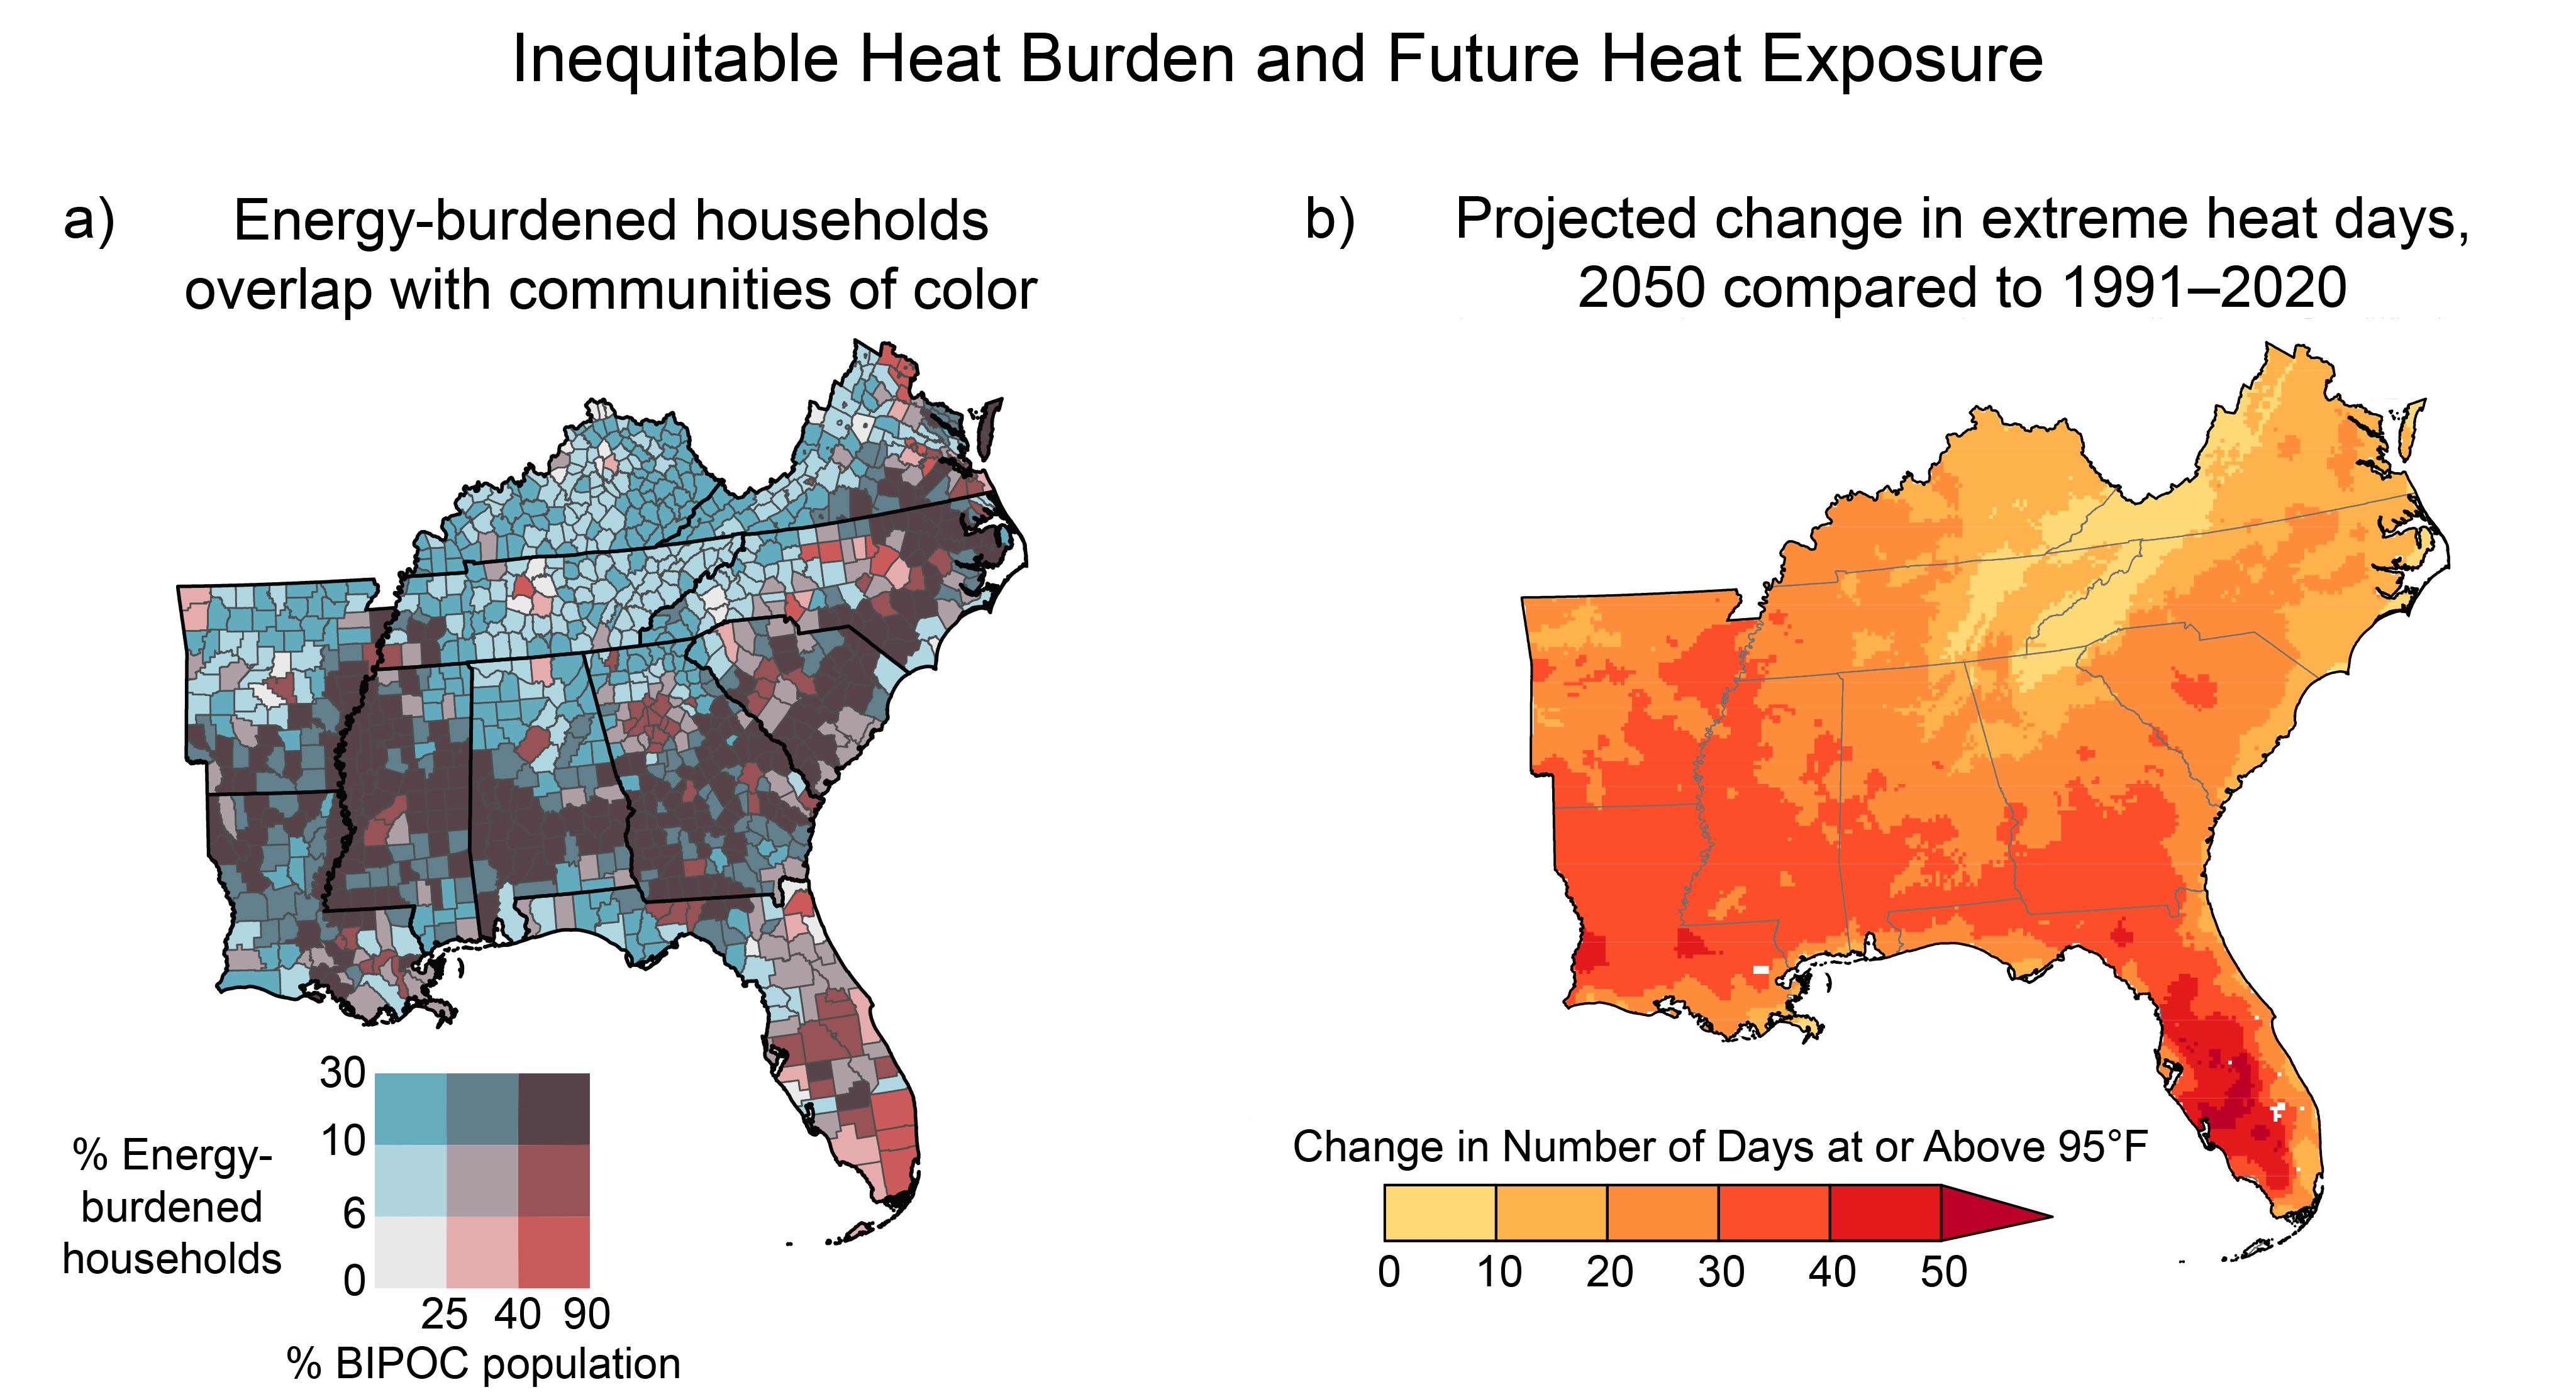 Inequitable Heat Burden and Future Heat Exposure
a)
Energy-burdened households
overlap with communities of color
30
10
6
0
% Energy-
burdened
households
25 40 90
% BIPOC population
b)
Projected change in extreme heat days,
2050 compared to 1991–2020
Change in Number of Days at or Above 95°F
0 10 20 30 40 50